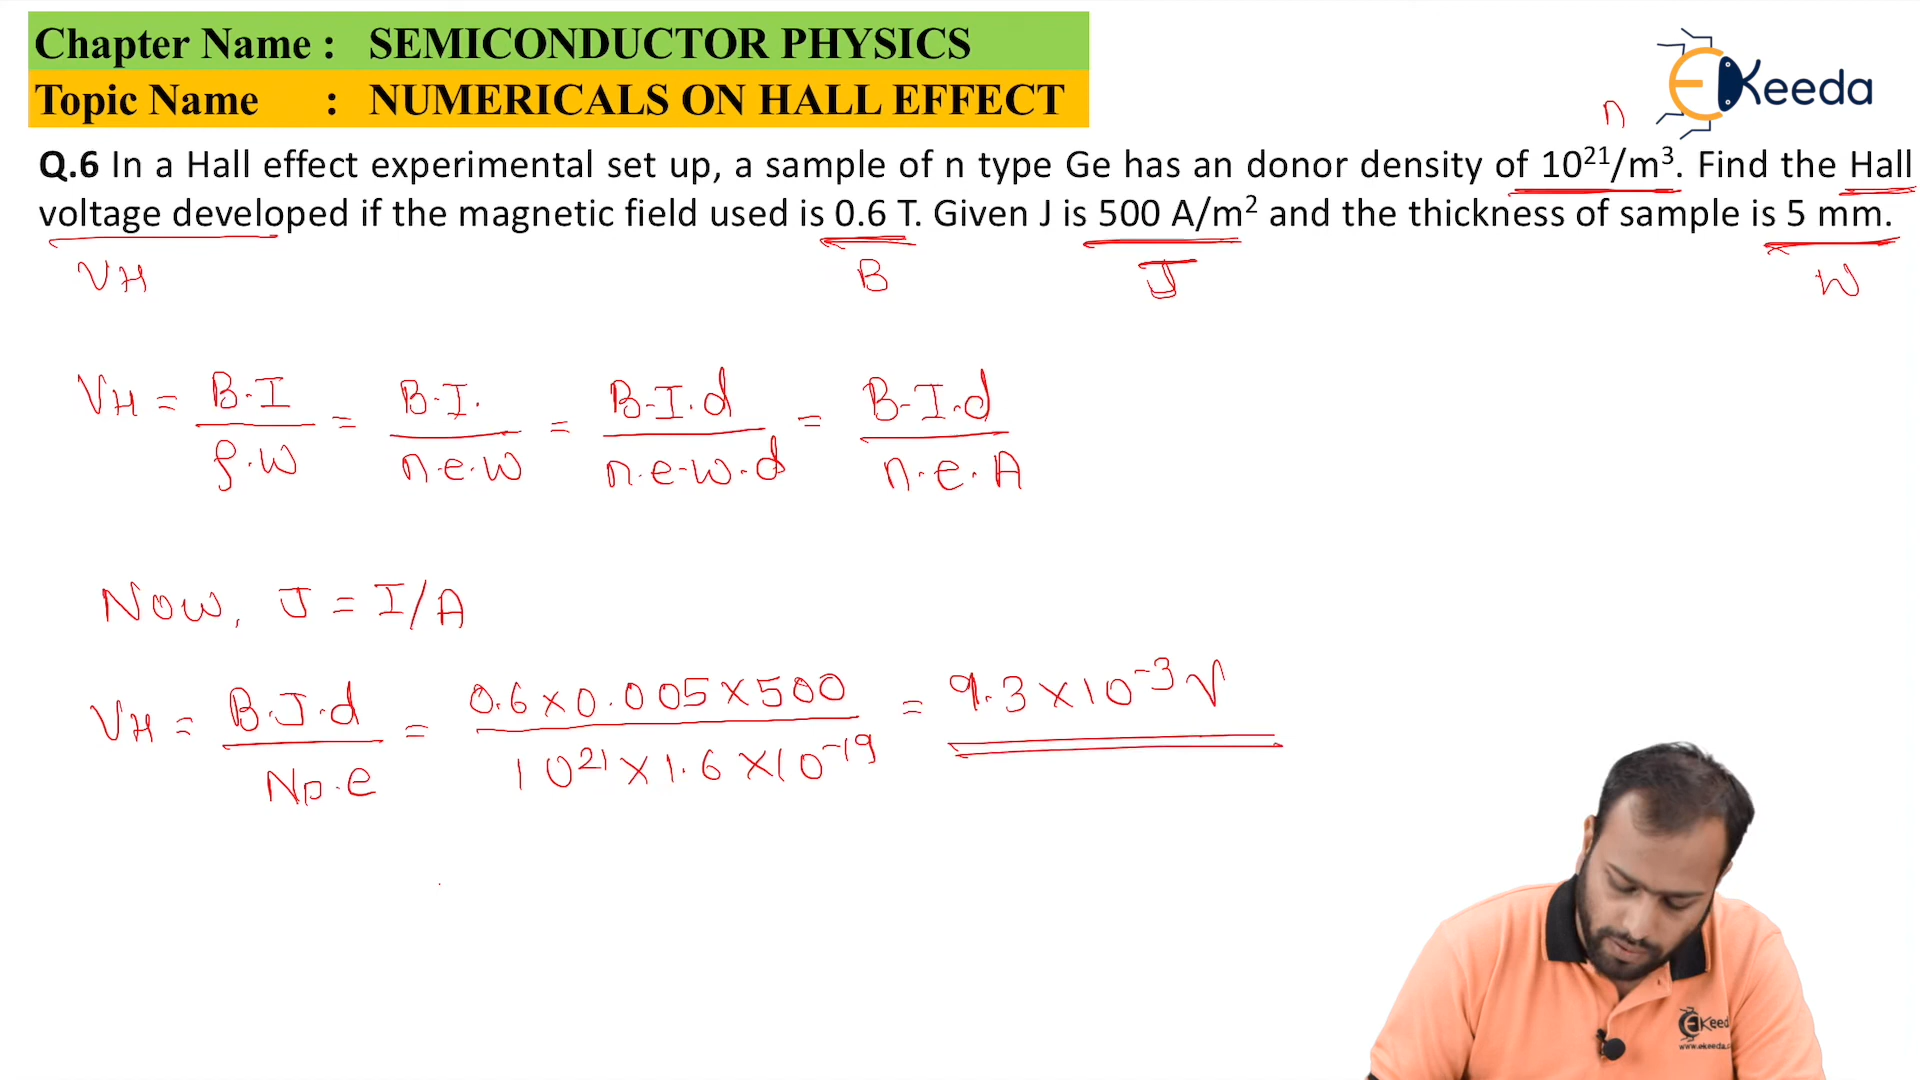 Chapter Name : SEMICONDUCTOR PHYSICS
Topic Name : NUMERICALS ON HALL EFFECT
EKeeda
n
Q.6 In a Hall effect experimental set up, a sample of n type Ge has an donor density of 10²¹/m³. Find the Hall
voltage developed if the magnetic field used is 0.6 T. Given J is 500 A/m² and the thickness of sample is 5 mm.
VH B J W
VH = B·I / ρ·w = B·I. / n·e·w = B·I·d / n·e·w·d = B·I·d / n·e·A
Now, J = I/A
VH = B·J·d / ND·e = 0.6×0.005×500 / 10²¹×1.6×10⁻¹⁹ = 9.3×10⁻³ V